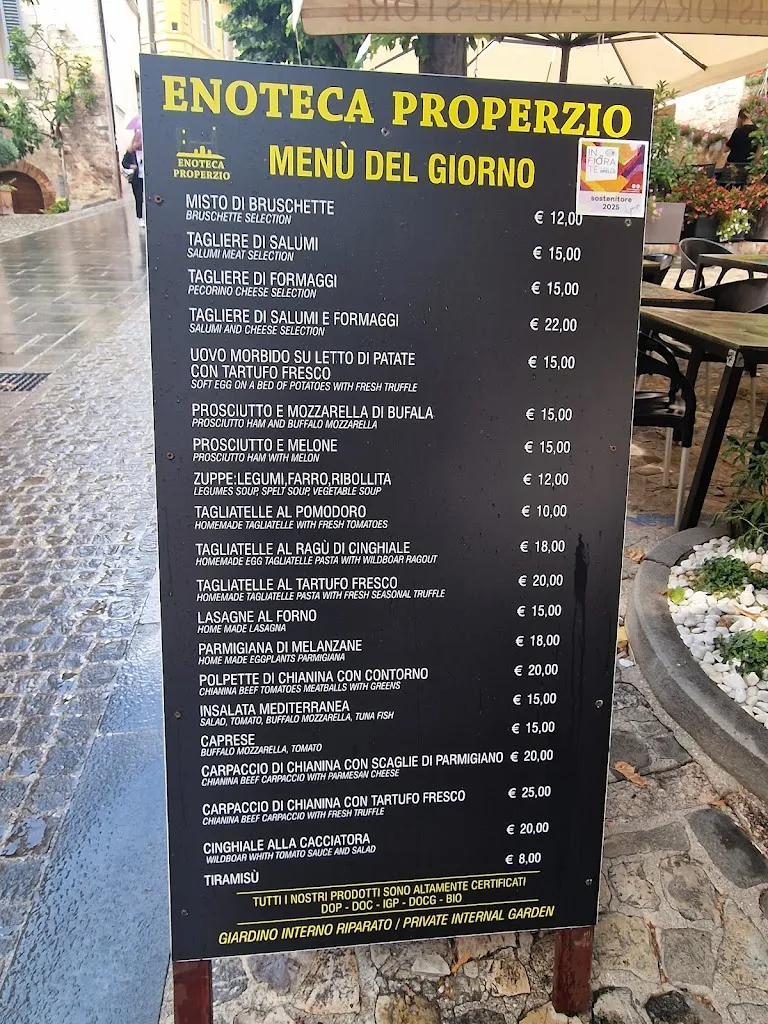 RISTORANTE - WINE STORE
ENOTECA PROPERZIO
ENOTECA
PROPERZIO
MENÙ DEL GIORNO
IN
FIORA
TE
sostenitore
2025
MISTO DI BRUSCHETTE € 12,00
BRUSCHETTE SELECTION
TAGLIERE DI SALUMI € 15,00
SALUMI MEAT SELECTION
TAGLIERE DI FORMAGGI € 15,00
PECORINO CHEESE SELECTION
TAGLIERE DI SALUMI E FORMAGGI € 22,00
SALUMI AND CHEESE SELECTION
UOVO MORBIDO SU LETTO DI PATATE € 15,00
CON TARTUFO FRESCO
SOFT EGG ON A BED OF POTATOES WITH FRESH TRUFFLE
PROSCIUTTO E MOZZARELLA DI BUFALA € 15,00
PROSCIUTTO HAM AND BUFFALO MOZZARELLA
PROSCIUTTO E MELONE € 15,00
PROSCIUTTO HAM WITH MELON
ZUPPE:LEGUMI,FARRO,RIBOLLITA € 12,00
LEGUMES SOUP, SPELT SOUP, VEGETABLE SOUP
TAGLIATELLE AL POMODORO € 10,00
HOMEMADE TAGLIATELLE WITH FRESH TOMATOES
TAGLIATELLE AL RAGÙ DI CINGHIALE € 18,00
HOMEMADE EGG TAGLIATELLE PASTA WITH WILDBOAR RAGOUT
TAGLIATELLE AL TARTUFO FRESCO € 20,00
HOMEMADE TAGLIATELLE PASTA WITH FRESH SEASONAL TRUFFLE
LASAGNE AL FORNO € 15,00
HOME MADE LASAGNA
PARMIGIANA DI MELANZANE € 18,00
HOME MADE EGGPLANTS PARMIGIANA
POLPETTE DI CHIANINA CON CONTORNO € 20,00
CHIANINA BEEF TOMATOES MEATBALLS WITH GREENS
INSALATA MEDITERRANEA € 15,00
SALAD, TOMATO, BUFFALO MOZZARELLA, TUNA FISH
CAPRESE € 15,00
BUFFALO MOZZARELLA, TOMATO
CARPACCIO DI CHIANINA CON SCAGLIE DI PARMIGIANO € 20,00
CHIANINA BEEF CARPACCIO WITH PARMESAN CHEESE
CARPACCIO DI CHIANINA CON TARTUFO FRESCO € 25,00
CHIANINA BEEF CARPACCIO WITH FRESH TRUFFLE
CINGHIALE ALLA CACCIATORA € 20,00
WILDBOAR WHITH TOMATO SAUCE AND SALAD
TIRAMISÙ € 8,00
TUTTI I NOSTRI PRODOTTI SONO ALTAMENTE CERTIFICATI
DOP - DOC - IGP - DOCG - BIO
GIARDINO INTERNO RIPARATO / PRIVATE INTERNAL GARDEN